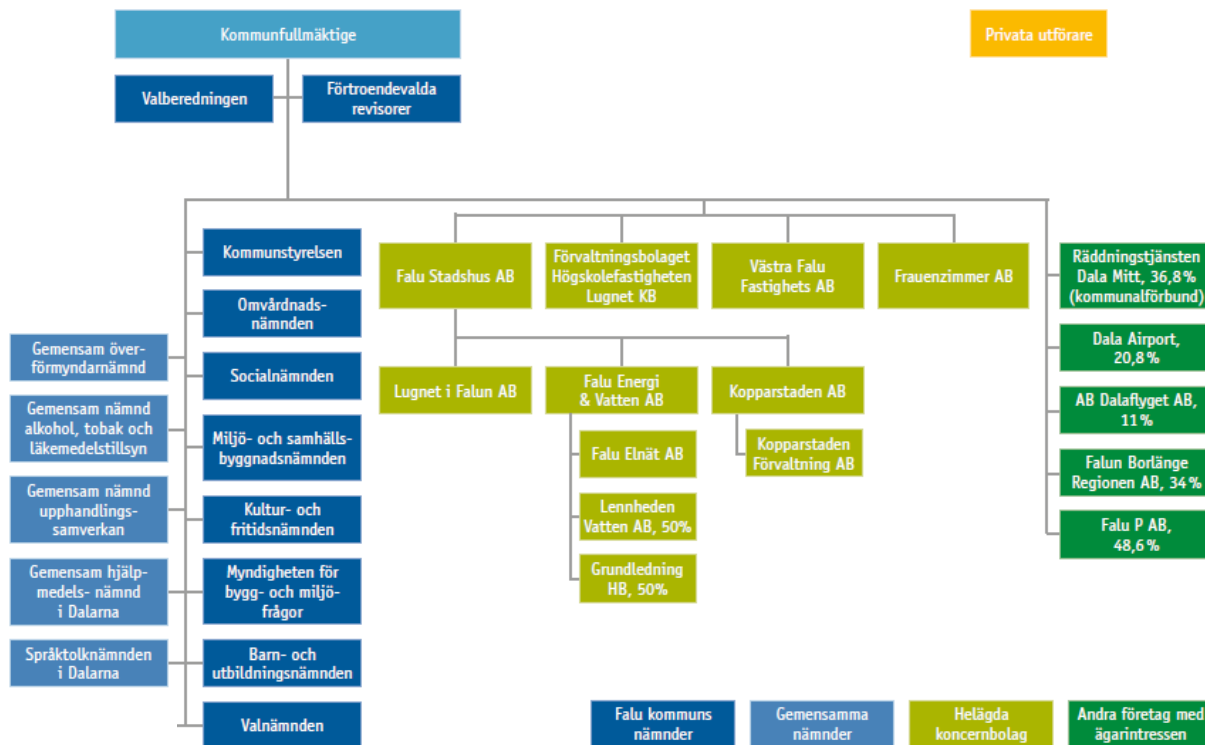 Kommunfullmäktige
Privata utförare
Valberedningen
Förtroendevalda
revisorer
Kommunstyrelsen
Omvårdnads-
nämnden
Socialnämnden
Miljö- och samhälls-
byggnadsnämnden
Kultur- och
fritidsnämnden
Myndigheten för
bygg- och miljö-
frågor
Barn- och
utbildningsnämnden
Valnämnden
Gemensam över-
förmyndarnämnd
Gemensam nämnd
alkohol, tobak och
läkemedelstillsyn
Gemensam nämnd
upphandlings-
samverkan
Gemensam hjälp-
medels- nämnd
i Dalarna
Språktolknämnden
i Dalarna
Falu Stadshus AB
Förvaltningsbolaget
Högskolefastigheten
Lugnet KB
Västra Falu
Fastighets AB
Frauenzimmer AB
Lugnet i Falun AB
Falu Energi
& Vatten AB
Kopparstaden AB
Falu Elnät AB
Lennheden
Vatten AB, 50%
Grundledning
HB, 50%
Kopparstaden
Förvaltning AB
Räddningstjänsten
Dala Mitt, 36,8 %
(kommunalförbund)
Dala Airport,
20,8 %
AB Dalaflyget AB,
11 %
Falun Borlänge
Regionen AB, 34 %
Falu P AB,
48,6 %
Falu kommuns
nämnder
Gemensamma
nämnder
Helägda
koncernbolag
Andra företag med
ägarintressen